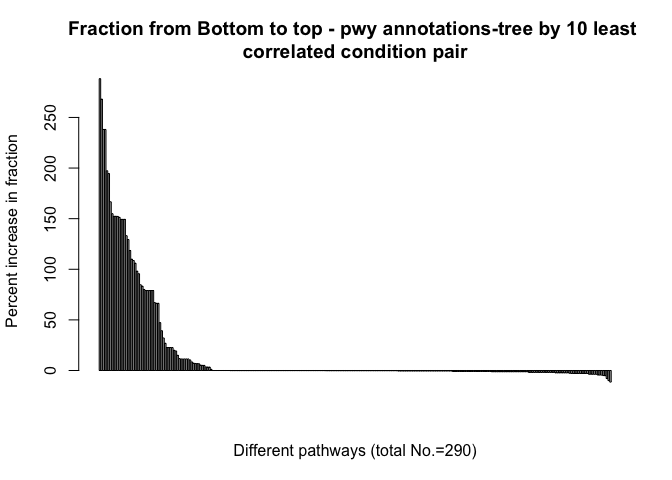 Fraction from Bottom to top - pwy annotations-tree by 10 least
correlated condition pair
Percent increase in fraction
250
200
150
100
50
0
Different pathways (total No.=290)